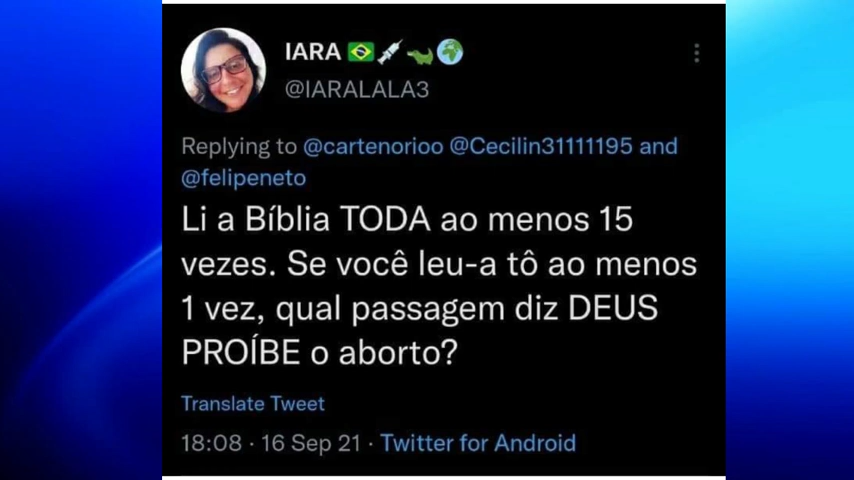 IARA
@IARALALA3
Replying to @cartenorioo @Cecilin31111195 and
@felipeneto
Li a Bíblia TODA ao menos 15
vezes. Se você leu-a tô ao menos
1 vez, qual passagem diz DEUS
PROÍBE o aborto?
Translate Tweet
18:08 · 16 Sep 21 · Twitter for Android